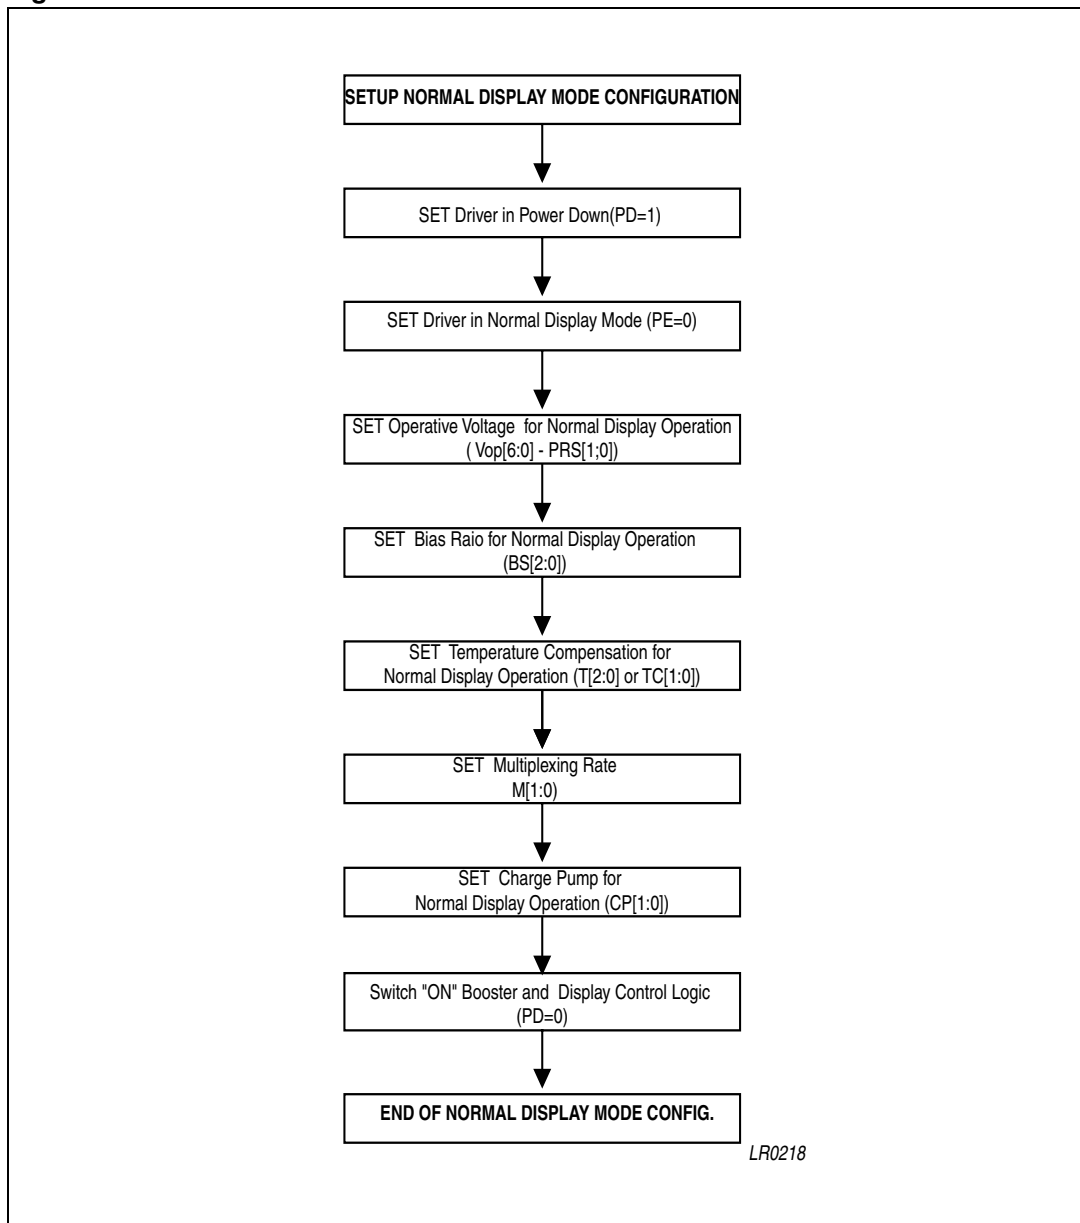 SETUP NORMAL DISPLAY MODE CONFIGURATION
SET Driver in Power Down(PD=1)
SET Driver in Normal Display Mode (PE=0)
SET Operative Voltage for Normal Display Operation
( Vop[6:0] - PRS[1;0])
SET Bias Raio for Normal Display Operation
(BS[2:0])
SET Temperature Compensation for
Normal Display Operation (T[2:0] or TC[1:0])
SET Multiplexing Rate
M[1:0)
SET Charge Pump for
Normal Display Operation (CP[1:0])
Switch "ON" Booster and Display Control Logic
(PD=0)
END OF NORMAL DISPLAY MODE CONFIG.
LR0218